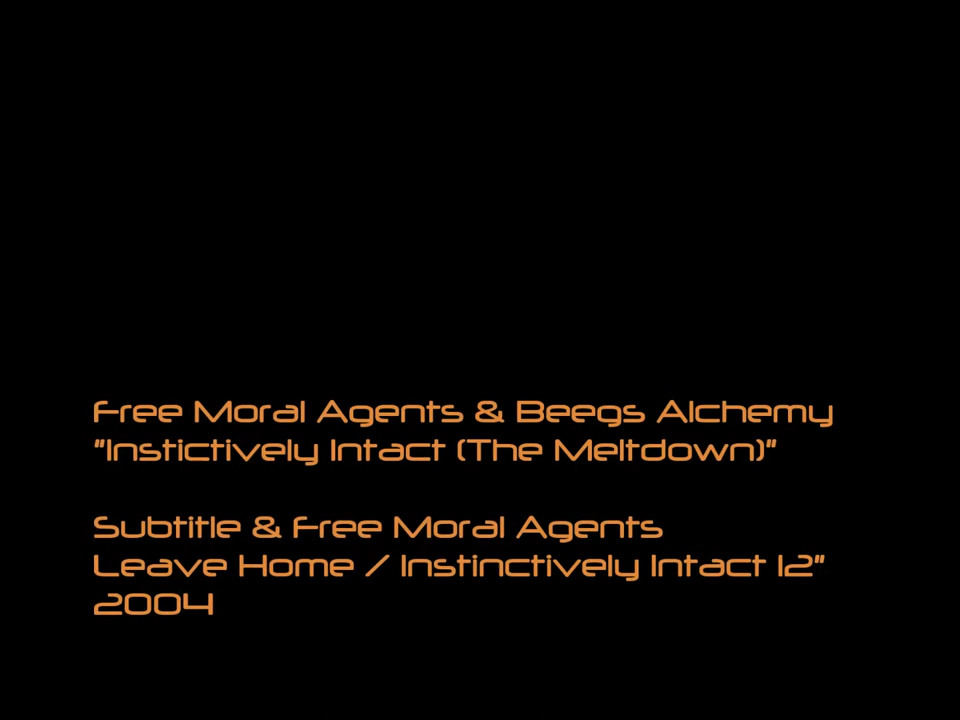 Free Moral Agents & Beegs Alchemy
"Instictively Intact (The Meltdown)"
Subtitle & Free Moral Agents
Leave Home / Instinctively Intact 12"
2004